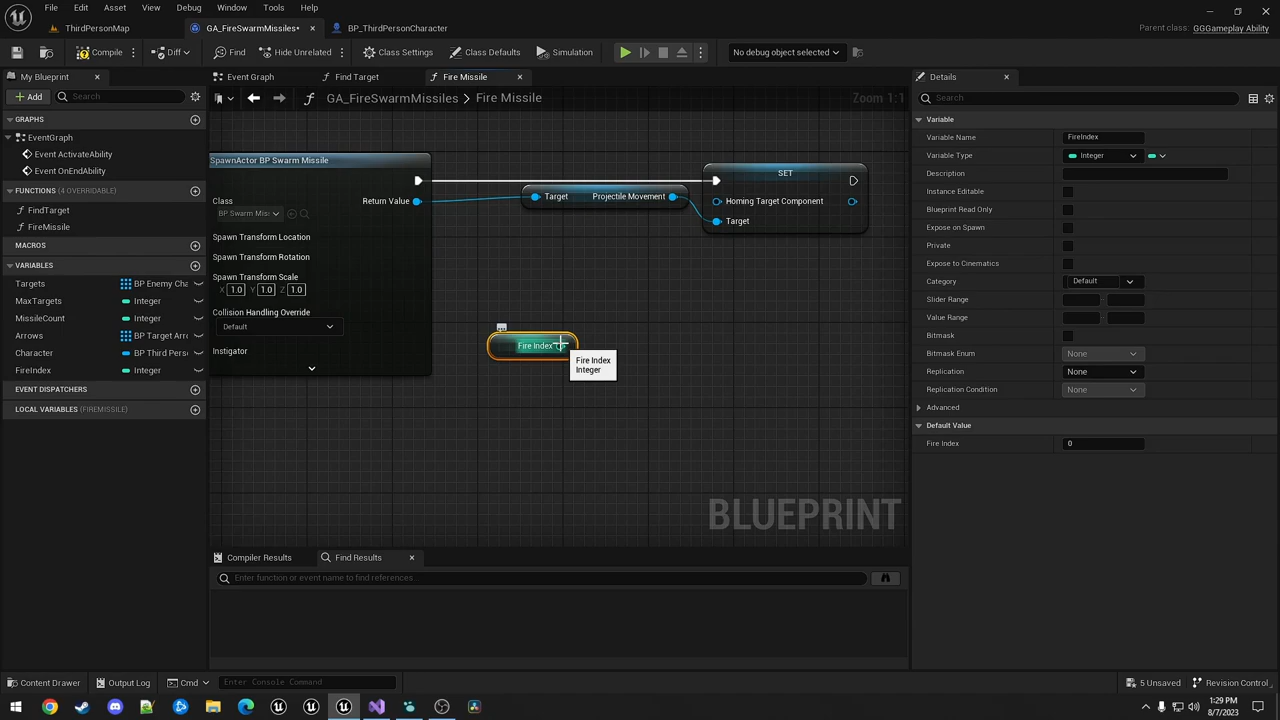 File Edit Asset View Debug Window Tools Help
ThirdPersonMap
GA_FireSwarmMissiles*
BP_ThirdPersonCharacter
Parent class: GGGameplay Ability
Compile
Diff
Find
Hide Unrelated
Class Settings
Class Defaults
Simulation
No debug object selected
My Blueprint
Event Graph
Find Target
Fire Missile
Details
Add
Search
GA_FireSwarmMissiles > Fire Missile
Zoom 1:1
Search
GRAPHS
EventGraph
Event ActivateAbility
Event OnEndAbility
FUNCTIONS (4 OVERRIDABLE)
FindTarget
FireMissile
MACROS
VARIABLES
Targets BP Enemy Cha
MaxTargets Integer
MissileCount Integer
Arrows BP Target Arro
Character BP Third Perso
FireIndex Integer
EVENT DISPATCHERS
LOCAL VARIABLES (FIREMISSILE)
SpawnActor BP Swarm Missile
Class
BP Swarm Mis
Return Value
Spawn Transform Location
Spawn Transform Rotation
Spawn Transform Scale
X 1.0 Y 1.0 Z 1.0
Collision Handling Override
Default
Instigator
Target Projectile Movement
SET
Homing Target Component
Target
Fire Index
Fire Index
Integer
BLUEPRINT
Variable
Variable Name FireIndex
Variable Type Integer
Description
Instance Editable
Blueprint Read Only
Expose on Spawn
Private
Expose to Cinematics
Category Default
Slider Range
Value Range
Bitmask
Bitmask Enum None
Replication None
Replication Condition None
Advanced
Default Value
Fire Index 0
Compiler Results
Find Results
Enter function or event name to find references...
Content Drawer
Output Log
Cmd
Enter Console Command
5 Unsaved
Revision Control
1:29 PM
8/7/2023